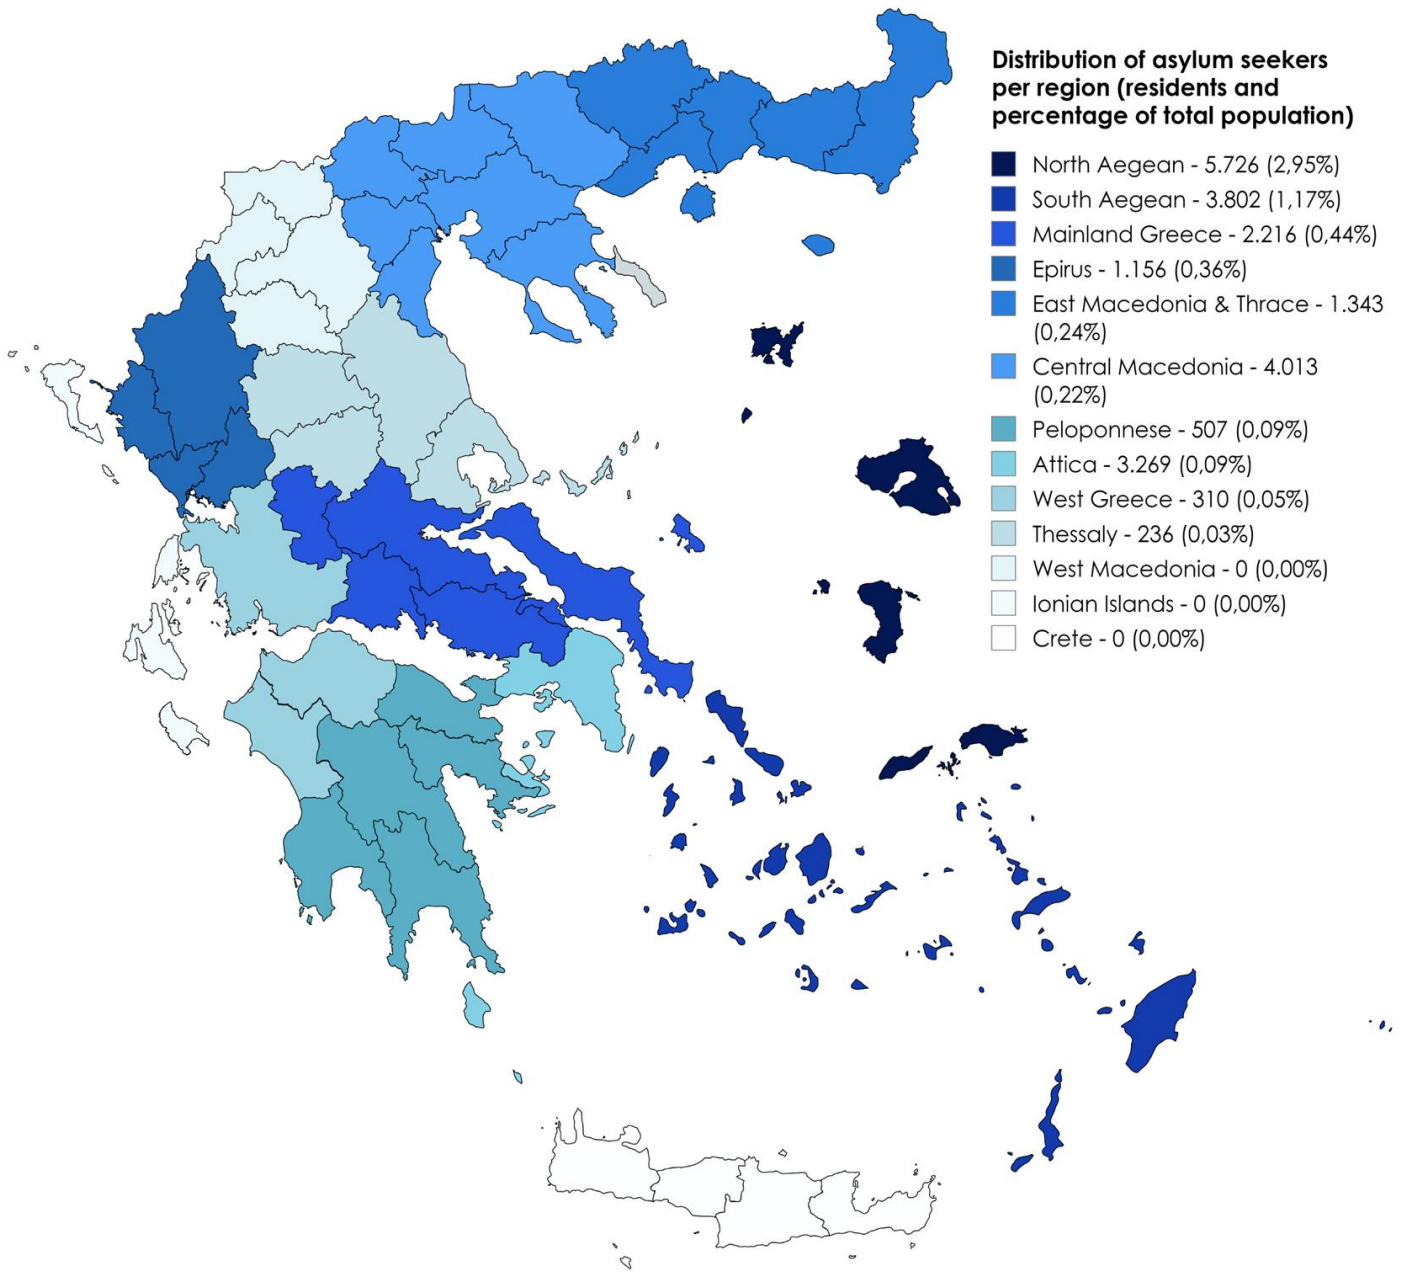 Distribution of asylum seekers
per region (residents and
percentage of total population)
North Aegean - 5.726 (2,95%)
South Aegean - 3.802 (1,17%)
Mainland Greece - 2.216 (0,44%)
Epirus - 1.156 (0,36%)
East Macedonia & Thrace - 1.343
(0,24%)
Central Macedonia - 4.013
(0,22%)
Peloponnese - 507 (0,09%)
Attica - 3.269 (0,09%)
West Greece - 310 (0,05%)
Thessaly - 236 (0,03%)
West Macedonia - 0 (0,00%)
Ionian Islands - 0 (0,00%)
Crete - 0 (0,00%)